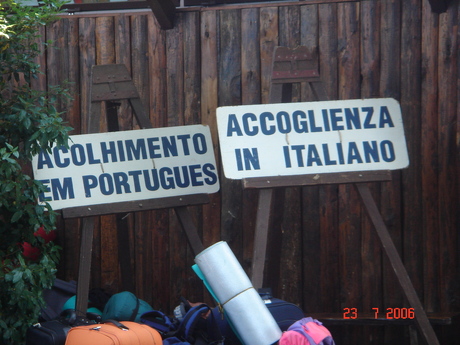 ACOLHIMENTO
EM PORTUGUES
ACCOGLIENZA
IN ITALIANO
23 7.2006